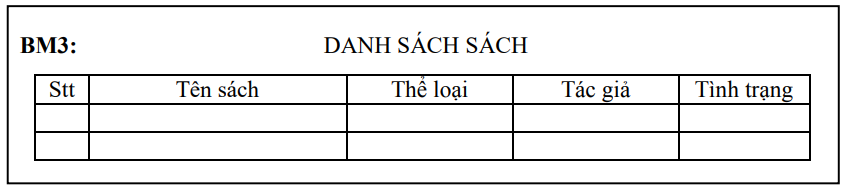 BM3: DANH SÁCH SÁCH
Stt Tên sách Thể loại Tác giả Tình trạng